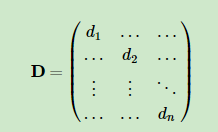 D = ( d₁ … …
… d₂ …
⋮ ⋮ ⋱
… … dₙ )